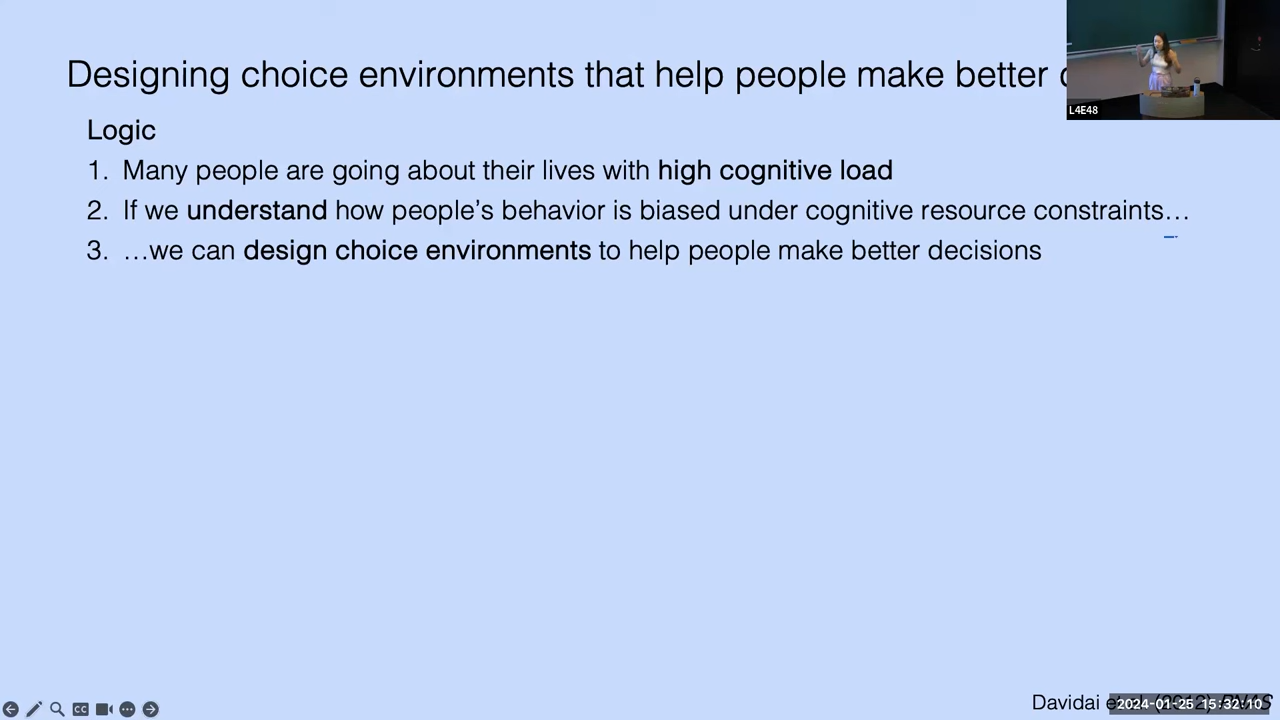 Designing choice environments that help people make better
L4E48
Logic
1. Many people are going about their lives with high cognitive load
2. If we understand how people's behavior is biased under cognitive resource constraints…
3. …we can design choice environments to help people make better decisions
CC
Davidai
2024-01-25 15:32:10